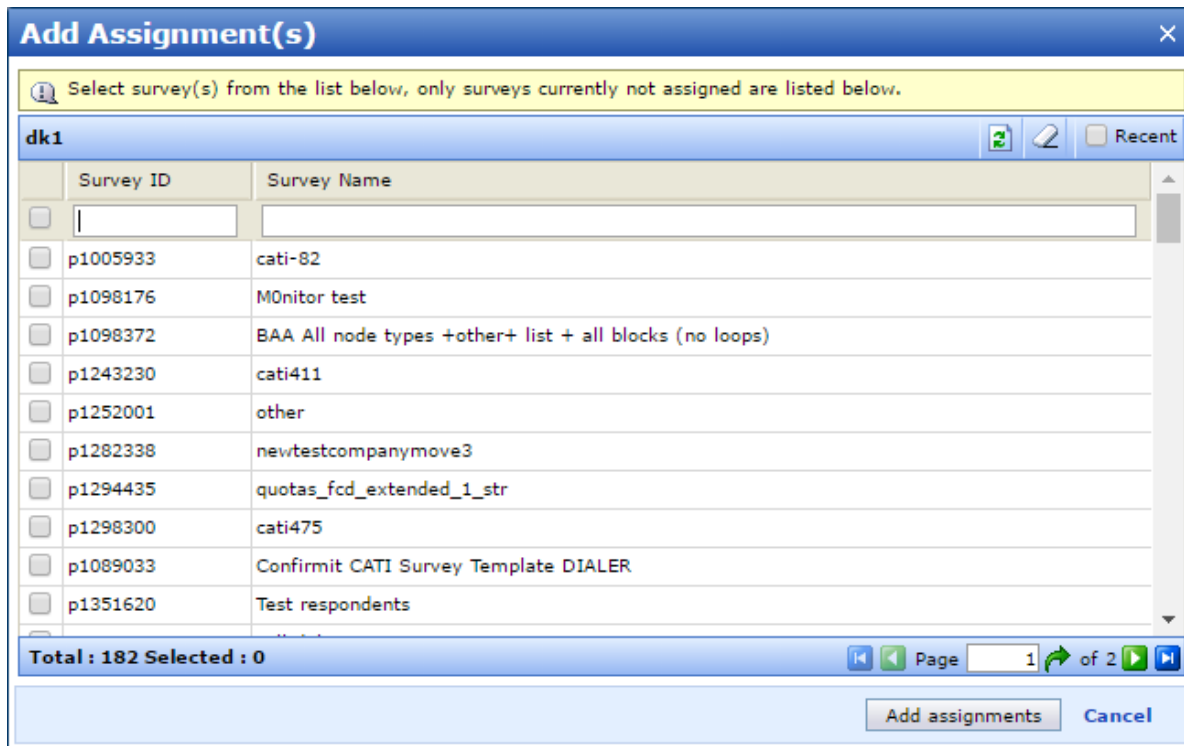 Add Assignment(s)
Select survey(s) from the list below, only surveys currently not assigned are listed below.
dk1 Recent
Survey ID Survey Name
p1005933 cati-82
p1098176 M0nitor test
p1098372 BAA All node types +other+ list + all blocks (no loops)
p1243230 cati411
p1252001 other
p1282338 newtestcompanymove3
p1294435 quotas_fcd_extended_1_str
p1298300 cati475
p1089033 Confirmit CATI Survey Template DIALER
p1351620 Test respondents
Total : 182 Selected : 0 Page 1 of 2
Add assignments Cancel